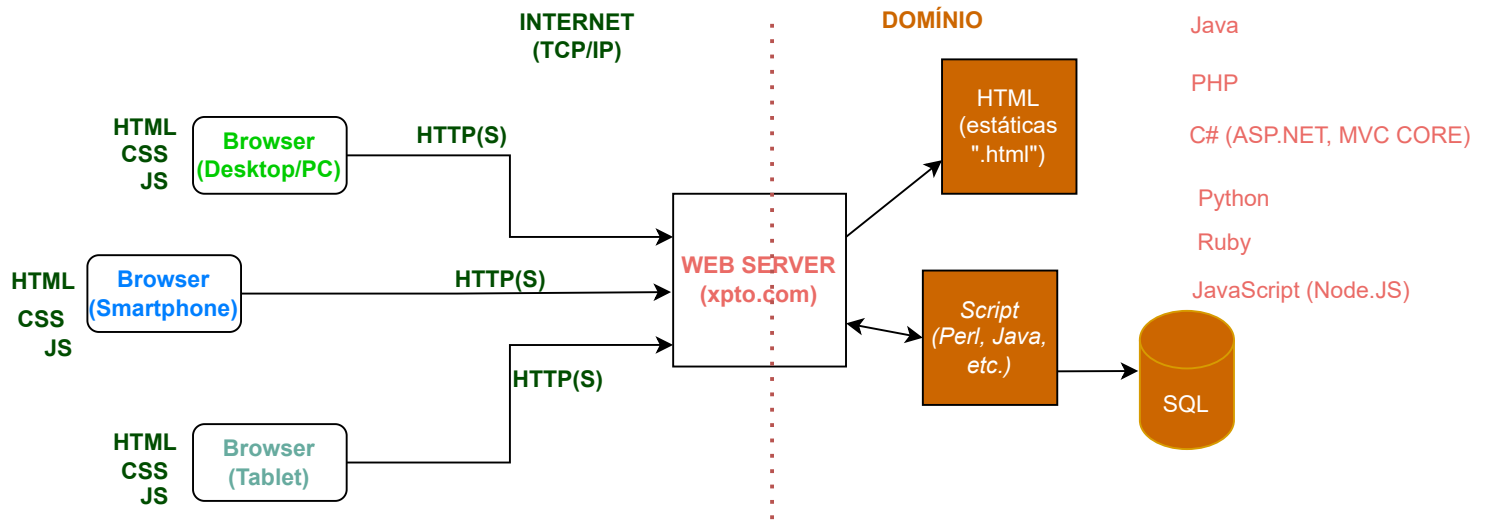 INTERNET
(TCP/IP)
DOMÍNIO
Java
PHP
C# (ASP.NET, MVC CORE)
Python
Ruby
JavaScript (Node.JS)
HTML
CSS
JS
Browser
(Desktop/PC)
HTTP(S)
HTML
CSS
JS
Browser
(Smartphone)
HTTP(S)
HTML
CSS
JS
Browser
(Tablet)
HTTP(S)
WEB SERVER
(xpto.com)
HTML
(estáticas
".html")
Script
(Perl, Java,
etc.)
SQL